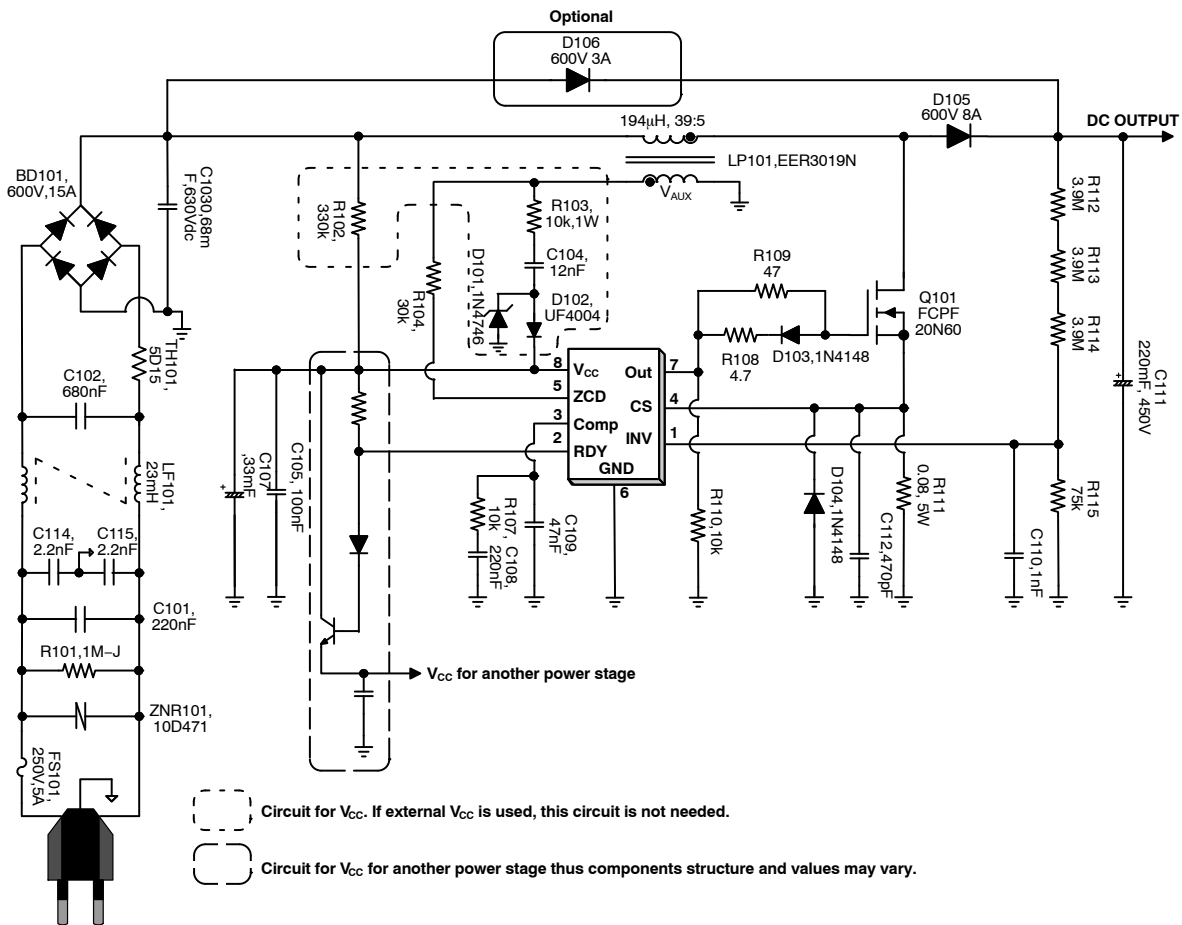 Optional
D106
600V 3A
194μH, 39:5
D105
600V 8A
DC OUTPUT
LP101,EER3019N
BD101,
600V,15A
C1030,68m
F,630Vdc
V_AUX
R102,
330k
R103,
10k,1W
C104,
12nF
D101,1N4746
D102,
UF4004
R104,
30k
R109
47
R108
4.7
D103,1N4148
Q101
FCPF
20N60
R112
3.9M
R113
3.9M
R114
3.9M
C111
220mF, 450V
TH101,
5D15
C102,
680nF
LF101,
23mH
8
V_CC
5
ZCD
3
Comp
2
RDY
GND
6
Out
7
CS
4
INV
1
C107
,33mF
+
C105, 100nF
R107,
10k
C108,
220nF
C109,
47nF
R110,10k
D104,1N4148
C112,470pF
R111
0.08, 5W
C110,1nF
R115
75k
+
C114,
2.2nF
C115,
2.2nF
C101,
220nF
R101,1M−J
ZNR101,
10D471
FS101,
250V,5A
V_CC for another power stage
Circuit for V_CC. If external V_CC is used, this circuit is not needed.
Circuit for V_CC for another power stage thus components structure and values may vary.